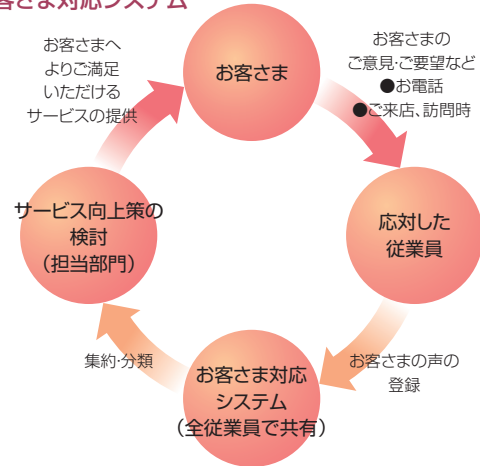 客さま対応システム
お客さま
お客さまの
ご意見・ご要望など
●お電話
●ご来店、訪問時
応対した
従業員
お客さまの声の
登録
お客さま対応
システム
（全従業員で共有）
集約・分類
サービス向上策の
検討
（担当部門）
お客さまへ
よりご満足
いただける
サービスの提供